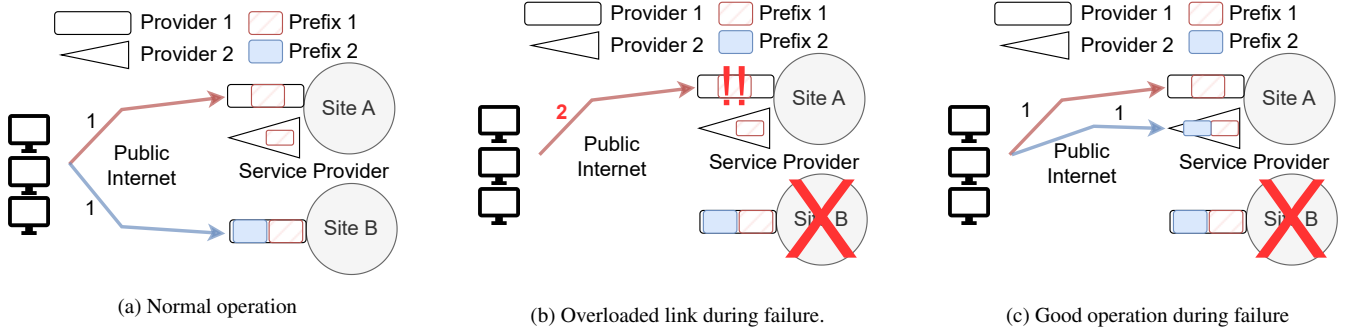 Provider 1
Prefix 1
Provider 2
Prefix 2
1
Site A
Public
Internet
Service Provider
1
Site B
(a) Normal operation
Provider 1
Prefix 1
Provider 2
Prefix 2
!!
Site A
2
Public
Internet
Service Provider
Site B
(b) Overloaded link during failure.
Provider 1
Prefix 1
Provider 2
Prefix 2
1
Site A
1
Public
Internet
Service Provider
Site B
(c) Good operation during failure